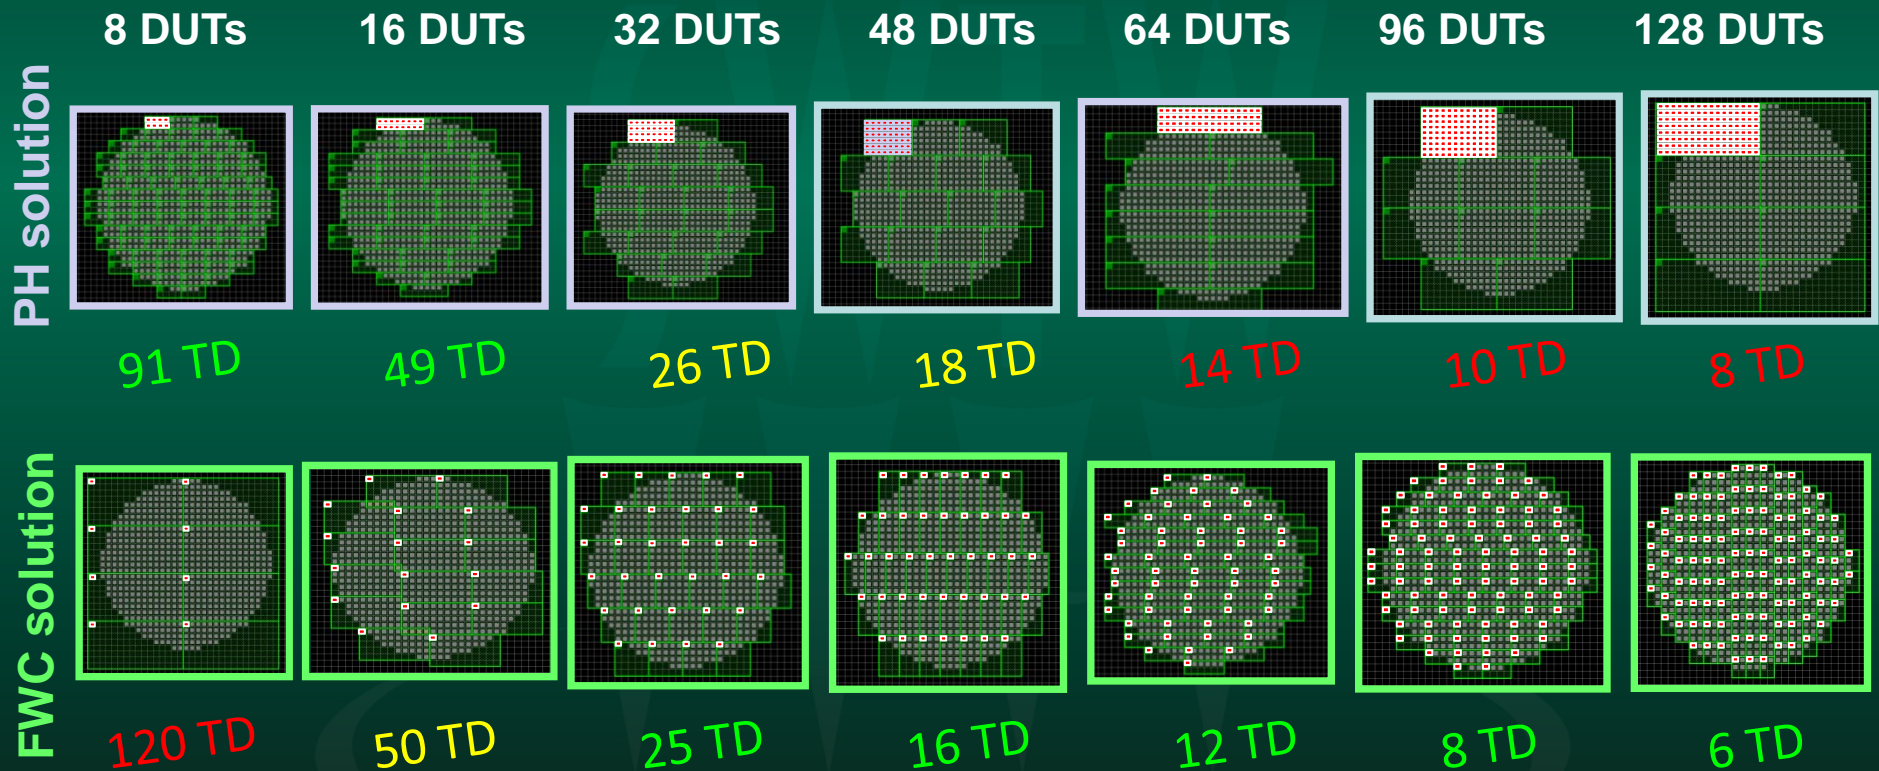 8 DUTs 16 DUTs 32 DUTs 48 DUTs 64 DUTs 96 DUTs 128 DUTs
PH solution
91 TD 49 TD 26 TD 18 TD 14 TD 10 TD 8 TD
FWC solution
120 TD 50 TD 25 TD 16 TD 12 TD 8 TD 6 TD